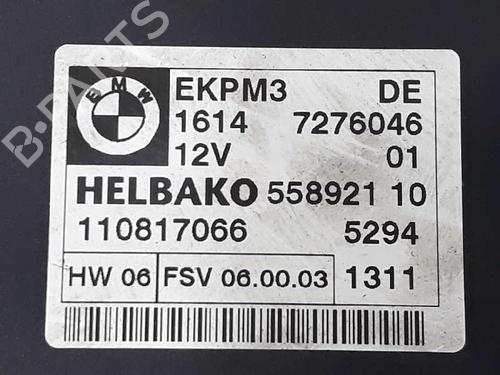 B-PARTS
BMW
EKPM3 DE
1614 7276046
12V 01
HELBAKO 558921 10
110817066 5294
HW 06 FSV 06.00.03 1311